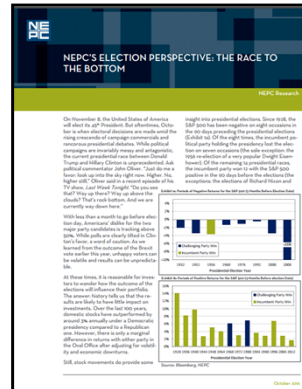 NE
PC
NEPC'S ELECTION PERSPECTIVE: THE RACE TO
THE BOTTOM
NEPC Research
On November 8, the United States of America
will elect its 45th President. But oftentimes, Octo-
ber is when electoral decisions are made amid the
rising crescendo of campaign commercials and
rancorous presidential debates. While political
campaigns are invariably messy and antagonistic,
the current presidential race between Donald
Trump and Hillary Clinton is unprecedented. Ask
political commentator John Oliver. "Just do me a
favor: look up into the sky right now. Higher. No,
higher still," Oliver said in a recent episode of his
TV show, Last Week Tonight. "Do you see
that? Way up there? Way up above the
clouds? That's rock bottom. And we are
currently way down here."
With less than a month to go before elec-
tion day, Americans' dislike for the two
major party candidates is tracking above
50%. While polls are clearly tilted in Clin-
ton's favor, a word of caution: As we
learned from the outcome of the Brexit
vote earlier this year, unhappy voters can
be volatile and results can be unpredicta-
ble.
At these times, it is reasonable for inves-
tors to wonder how the outcome of the
elections will influence their portfolios.
The answer: history tells us that the re-
sults are likely to have little impact on
investments. Over the last 100 years,
domestic stocks have outperformed by
around 3% annually under a Democratic
presidency compared to a Republican
one. However, there is only a marginal
difference in returns with either party in
the Oval Office after adjusting for volatil-
ity and economic downturns.
Still, stock movements do provide some
insight into presidential elections. Since 1928, the
S&P 500 has been negative on eight occasions in
the 90 days preceding the presidential elections
(Exhibit 1a). Of the eight times, the incumbent po-
litical party holding the presidency lost the elec-
tion on seven occasions (the sole exception: the
1956 re-election of a very popular Dwight Eisen-
hower). Of the remaining 14 presidential races,
the incumbent party won 12 with the S&P 500
positive in the 90 days before the elections (the
exceptions: the elections of Richard Nixon and
Challenging Party Win
Incumbent Party Win
Presidential Election Year
Challenging Party Win
Incumbent Party Win
Presidential Election Year
Source: Bloomberg, NEPC
October 2016